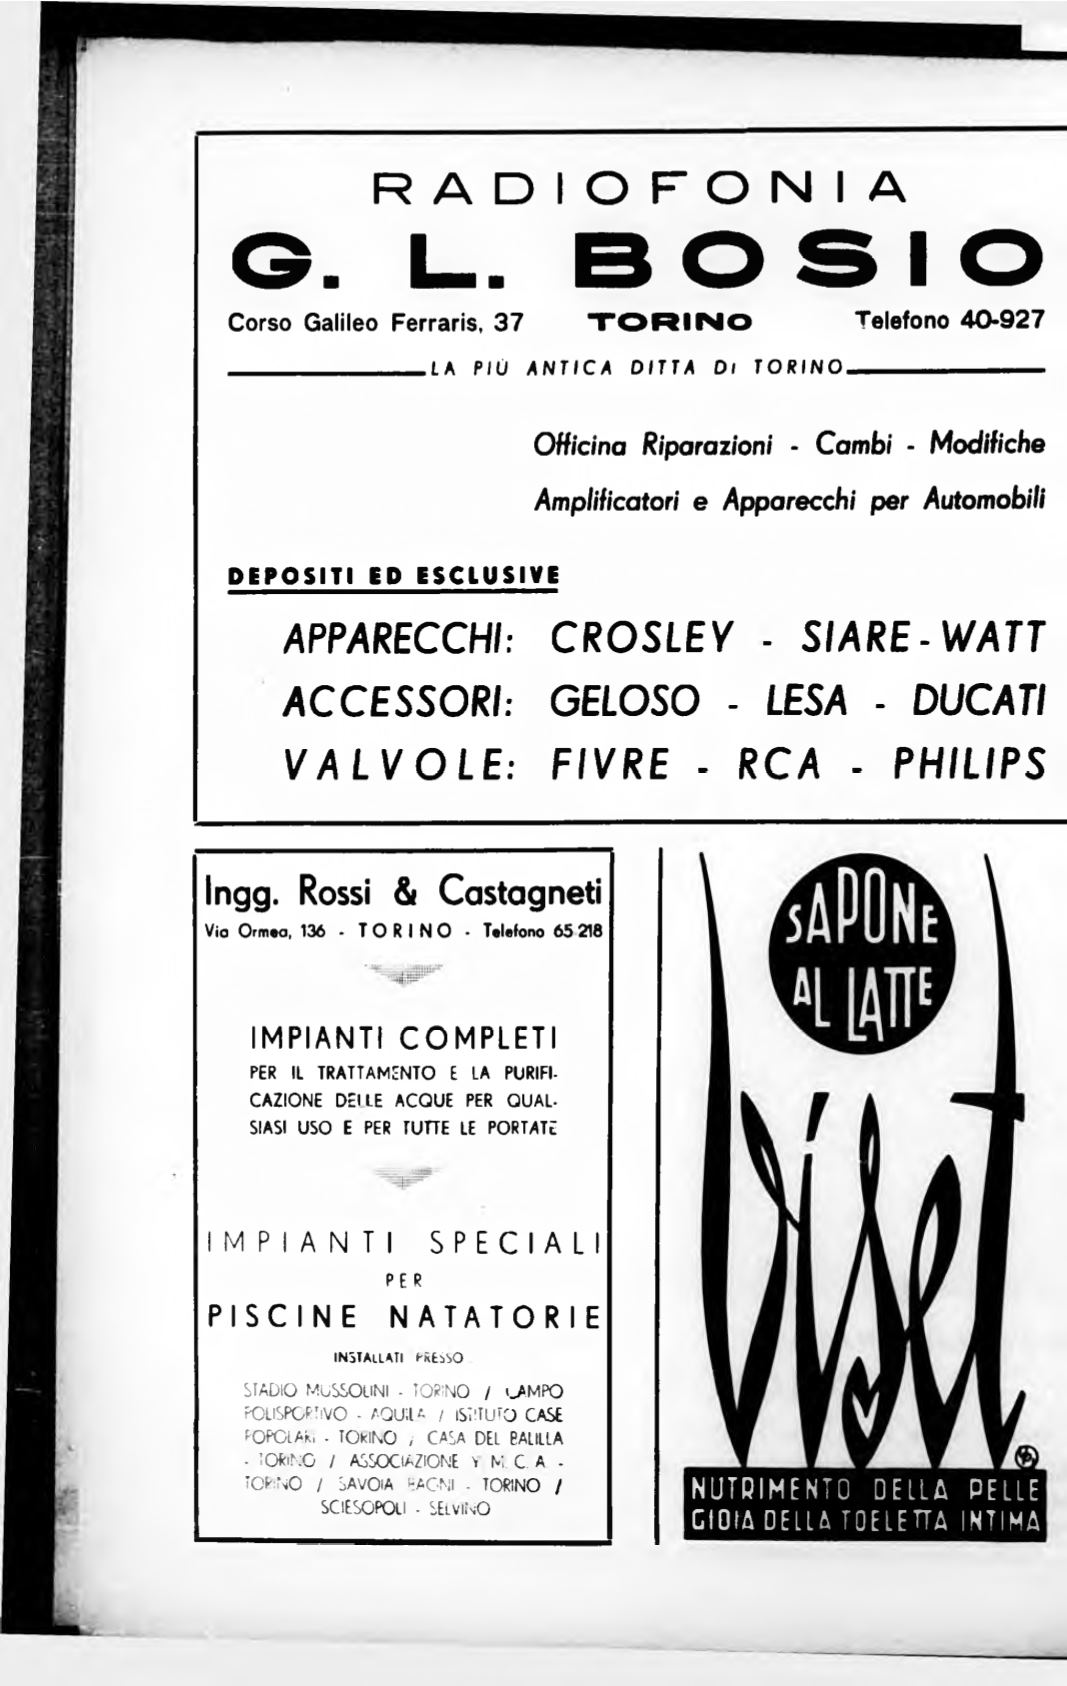 RADIOFONIA
G. L. BOSIO
Corso Galileo Ferraris, 37 TORINO Telefono 40-927
LA PIÙ ANTICA DITTA DI TORINO
Officina Riparazioni - Cambi - Modifiche
Amplificatori e Apparecchi per Automobili
DEPOSITI ED ESCLUSIVE
APPARECCHI: CROSLEY - SIARE - WATT
ACCESSORI: GELOSO - LESA - DUCATI
VALVOLE: FIVRE - RCA - PHILIPS
Ingg. Rossi & Castagneti
Via Ormea, 136 - TORINO - Telefono 65-218
IMPIANTI COMPLETI
PER IL TRATTAMENTO E LA PURIFI-
CAZIONE DELLE ACQUE PER QUAL-
SIASI USO E PER TUTTE LE PORTATE
IMPIANTI SPECIALI
PER
PISCINE NATATORIE
INSTALLATI PRESSO
STADIO MUSSOLINI - TORINO / CAMPO
POLISPORTIVO - AQUILA / ISTITUTO CASE
POPOLARI - TORINO / CASA DEL BALILLA
- TORINO / ASSOCIAZIONE Y. M. C. A. -
TORINO / SAVOIA BAGNI - TORINO /
SCIESOPOLI - SELVINO
SAPONE
AL LATTE
Viset
NUTRIMENTO DELLA PELLE
GIOIA DELLA TOELETTA INTIMA